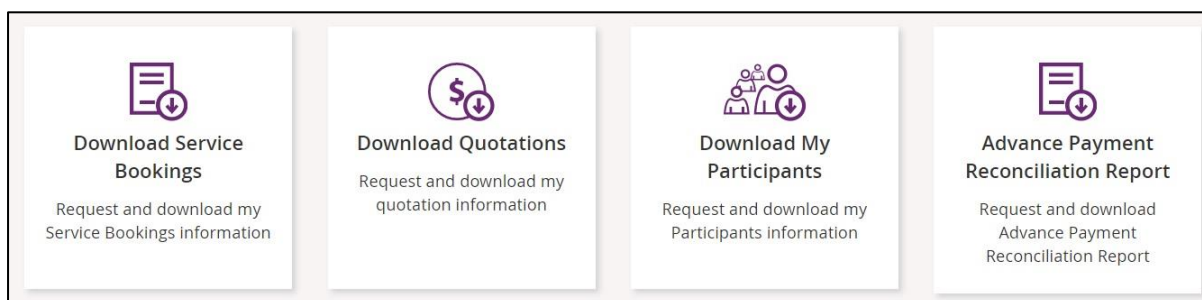 Download Service
Bookings
Request and download my
Service Bookings information
$
Download Quotations
Request and download my
quotation information
Download My
Participants
Request and download my
Participants information
Advance Payment
Reconciliation Report
Request and download
Advance Payment
Reconciliation Report